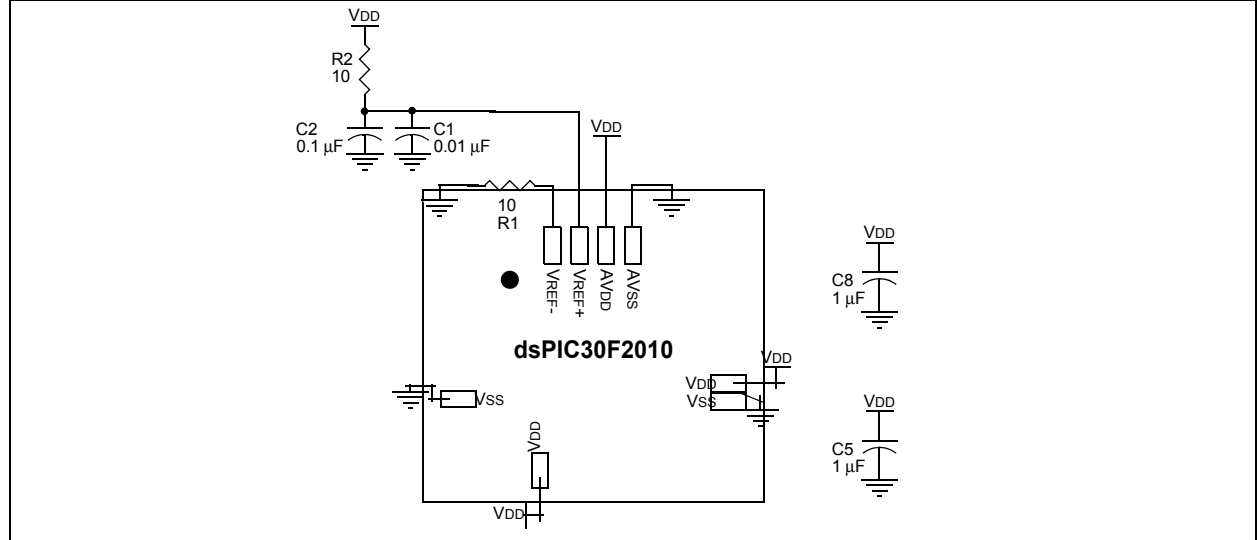 VDD
R2
10
C2
0.1 µF
C1
0.01 µF
VDD
10
R1
VREF-
VREF+
AVDD
AVSS
dsPIC30F2010
VDD
C8
1 µF
VDD
VDD
VSS
VSS
VDD
C5
1 µF
VDD
VDD